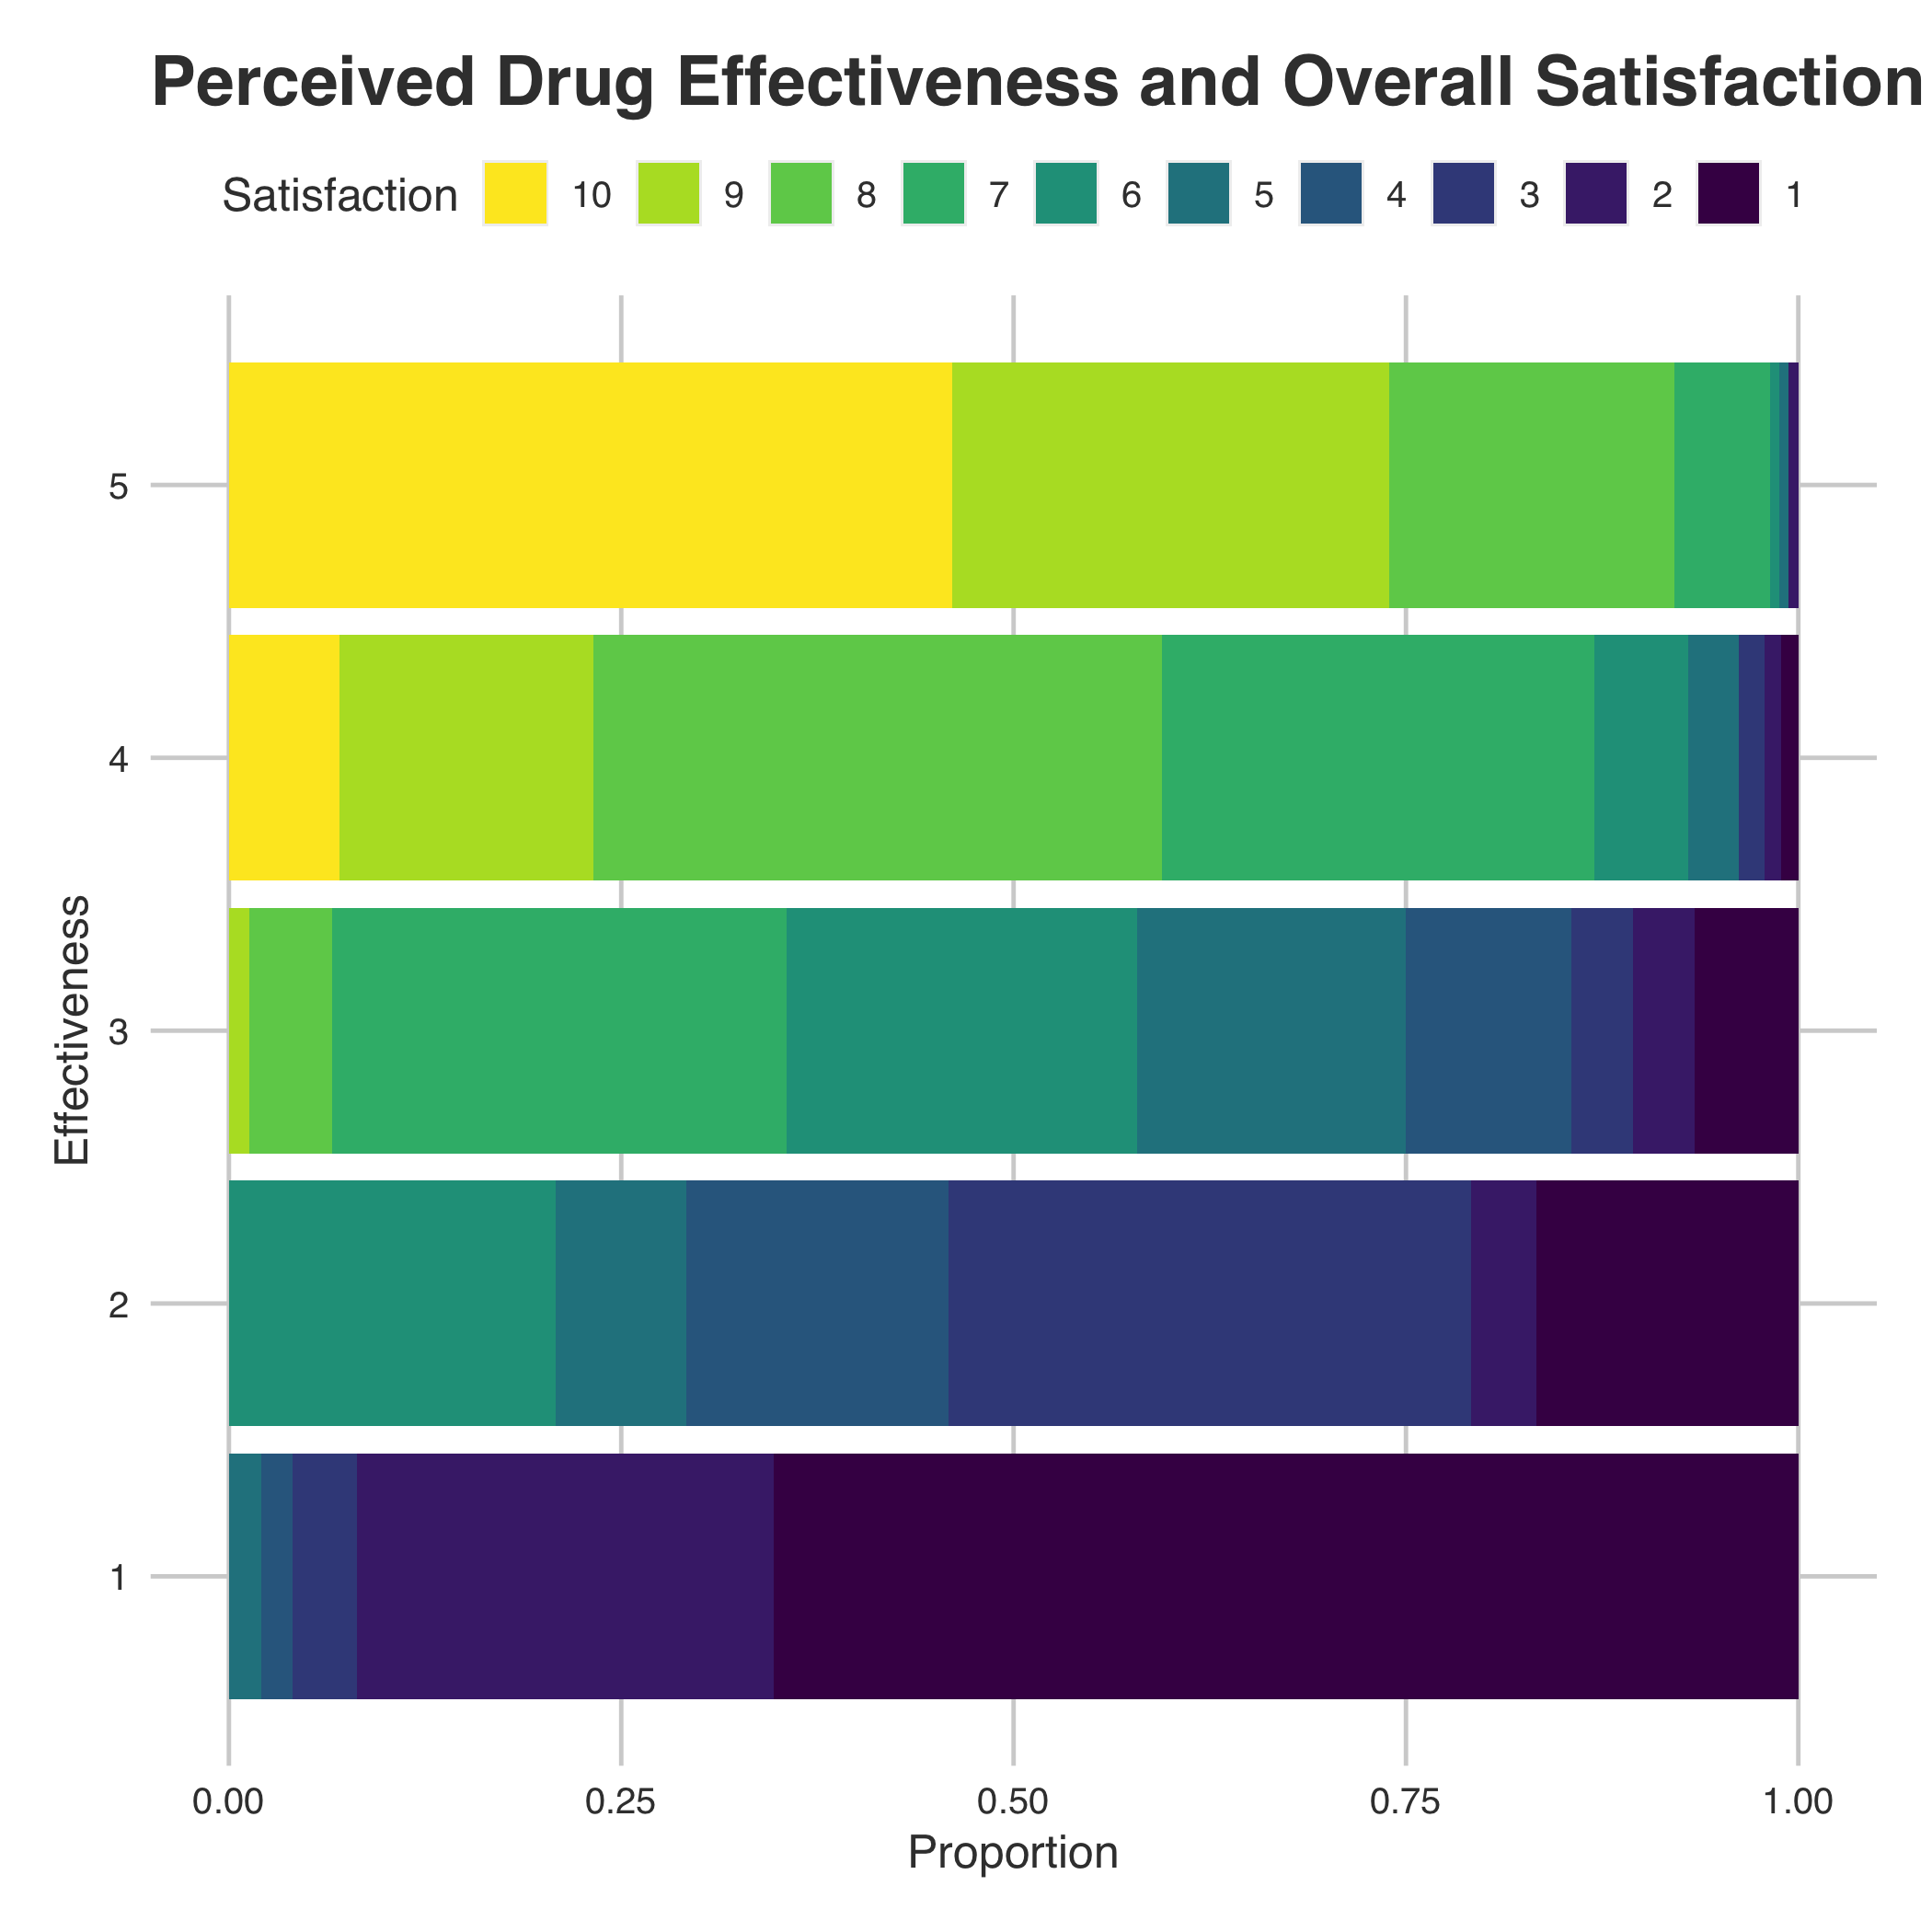 Perceived Drug Effectiveness and Overall Satisfaction
Satisfaction 10 9 8 7 6 5 4 3 2 1
Effectiveness
5
4
3
2
1
0.00 0.25 0.50 0.75 1.00
Proportion